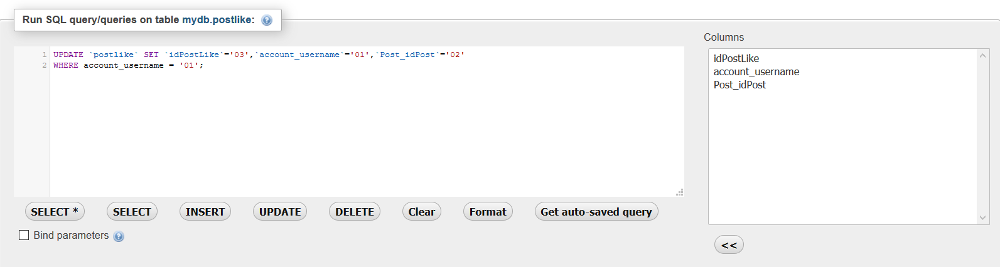 Run SQL query/queries on table mydb.postlike:
Columns
1 UPDATE `postlike` SET `idPostLike`='03',`account_username`='01',`Post_idPost`='02'
2 WHERE account_username = '01';
idPostLike
account_username
Post_idPost
SELECT * SELECT INSERT UPDATE DELETE Clear Format Get auto-saved query
Bind parameters
<<